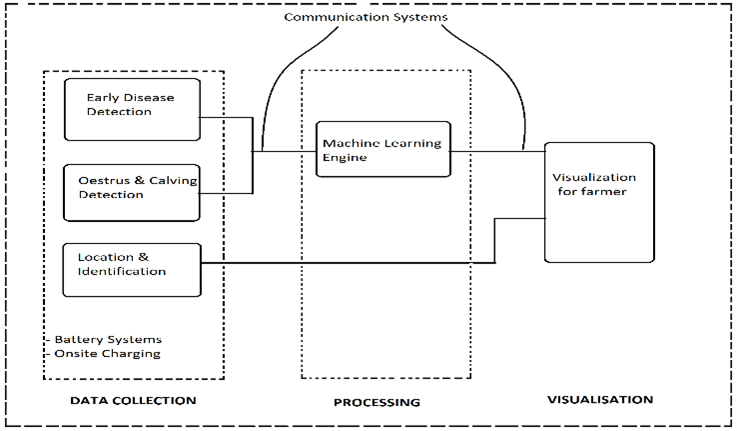 Communication Systems
Early Disease
Detection
Oestrus & Calving
Detection
Location &
Identification
- Battery Systems
- Onsite Charging
DATA COLLECTION
Machine Learning
Engine
PROCESSING
Visualization
for farmer
VISUALISATION